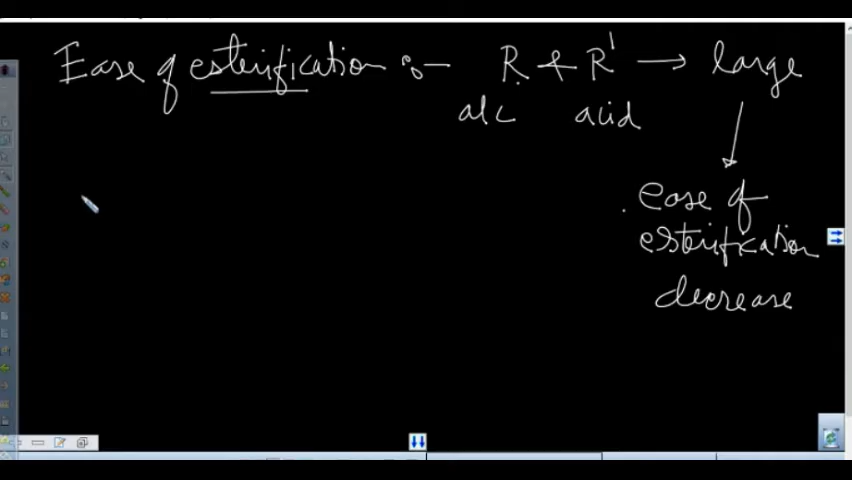 Ease of esterification :- R & R' → large
alc acid
ease of
esterification
decrease